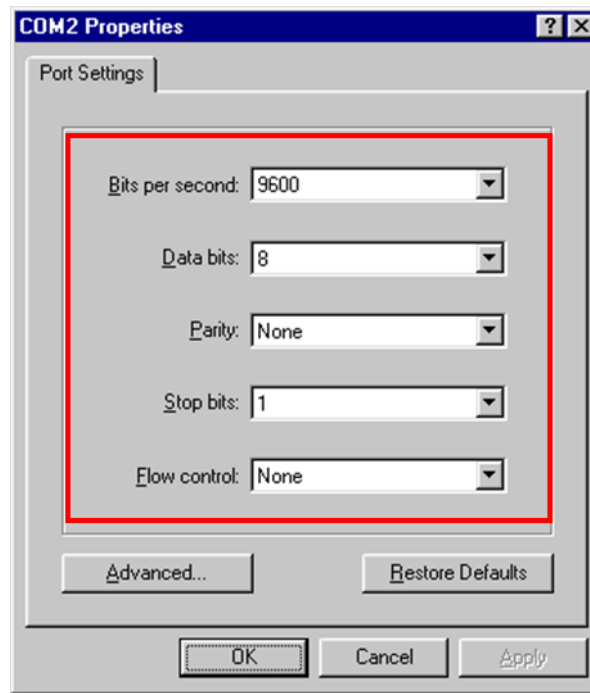 COM2 Properties
Port Settings
Bits per second: 9600
Data bits: 8
Parity: None
Stop bits: 1
Flow control: None
Advanced... Restore Defaults
OK Cancel Apply